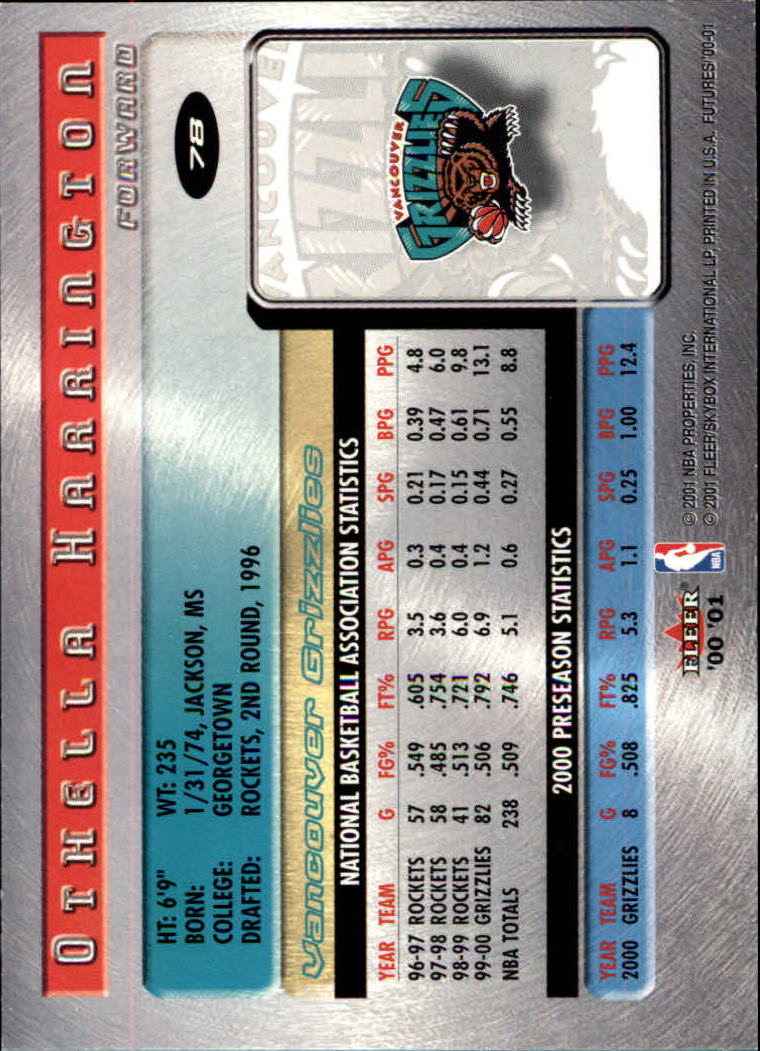 OTHELLA HARRINGTON
FORWARD
78
HT: 6'9" WT: 235
BORN: 1/31/74, JACKSON, MS
COLLEGE: GEORGETOWN
DRAFTED: ROCKETS, 2ND ROUND, 1996
VANCOUVER
GRIZZLIES
Vancouver Grizzlies
NATIONAL BASKETBALL ASSOCIATION STATISTICS
YEAR TEAM G FG% FT% RPG APG SPG BPG PPG
96-97 ROCKETS 57 .549 .605 3.5 0.3 0.21 0.39 4.8
97-98 ROCKETS 58 .485 .754 3.6 0.4 0.17 0.47 6.0
98-99 ROCKETS 41 .513 .721 6.0 0.4 0.15 0.61 9.8
99-00 GRIZZLIES 82 .506 .792 6.9 1.2 0.44 0.71 13.1
NBA TOTALS 238 .509 .746 5.1 0.6 0.27 0.55 8.8
2000 PRESEASON STATISTICS
YEAR TEAM G FG% FT% RPG APG SPG BPG PPG
2000 GRIZZLIES 8 .508 .825 5.3 1.1 0.25 1.00 12.4
FLEER®
'00 '01
NBA
© 2001 NBA PROPERTIES, INC.
© 2001 FLEER/SKYBOX INTERNATIONAL LP, PRINTED IN U.S.A. FUTURES/'00-01